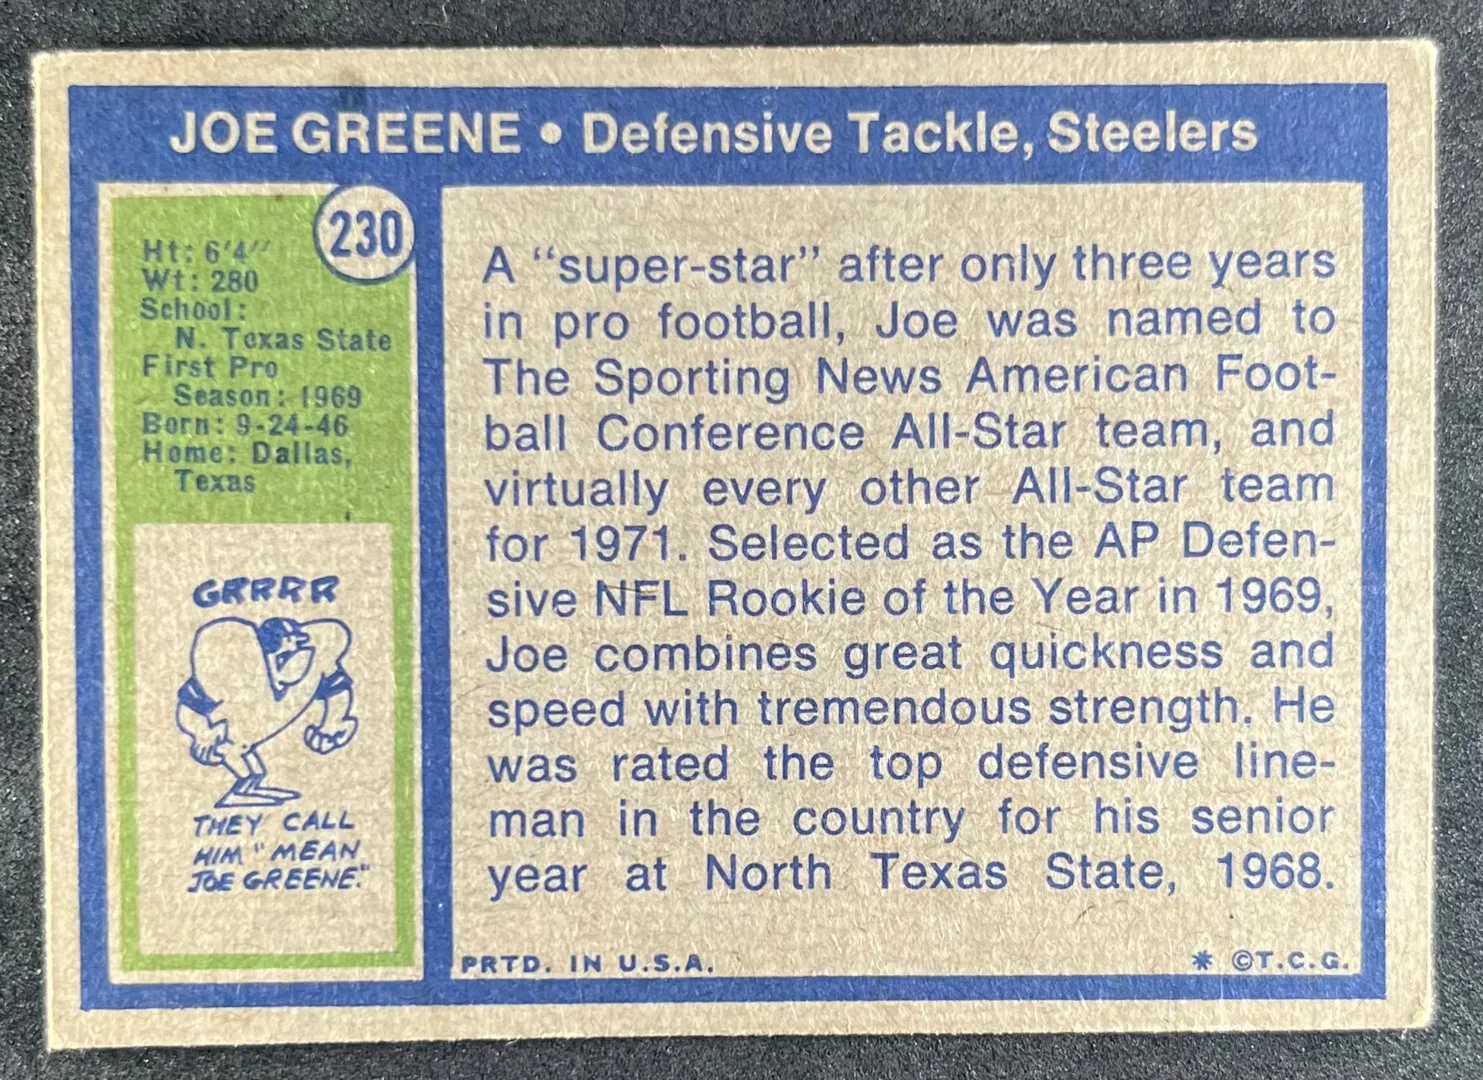 JOE GREENE • Defensive Tackle, Steelers
230
Ht: 6'4"
Wt: 280
School:
N. Texas State
First Pro
Season: 1969
Born: 9-24-46
Home: Dallas,
Texas
GRRRR
THEY CALL
HIM "MEAN
JOE GREENE."
A “super-star” after only three years
in pro football, Joe was named to
The Sporting News American Foot-
ball Conference All-Star team, and
virtually every other All-Star team
for 1971. Selected as the AP Defen-
sive NFL Rookie of the Year in 1969,
Joe combines great quickness and
speed with tremendous strength. He
was rated the top defensive line-
man in the country for his senior
year at North Texas State, 1968.
PRTD. IN U.S.A.
* ©T.C.G.